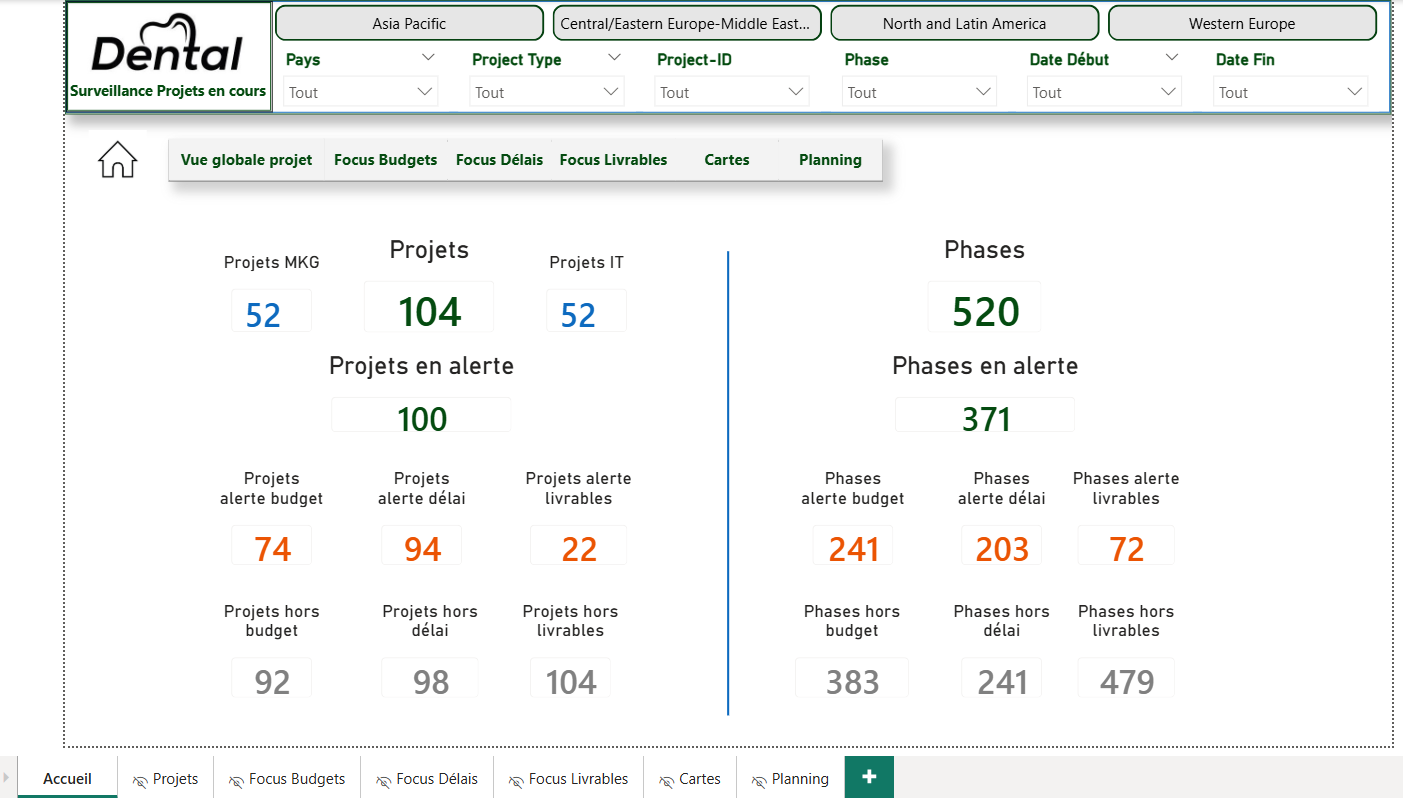 Dental
Surveillance Projets en cours
Asia Pacific
Central/Eastern Europe-Middle East...
North and Latin America
Western Europe
Pays
Project Type
Project-ID
Phase
Date Début
Date Fin
Tout
Tout
Tout
Tout
Tout
Tout
Vue globale projet
Focus Budgets
Focus Délais
Focus Livrables
Cartes
Planning
Projets MKG
Projets
Projets IT
52
104
52
Projets en alerte
100
Projets
alerte budget
Projets
alerte délai
Projets alerte
livrables
74
94
22
Projets hors
budget
Projets hors
délai
Projets hors
livrables
92
98
104
Phases
520
Phases en alerte
371
Phases
alerte budget
Phases
alerte délai
Phases alerte
livrables
241
203
72
Phases hors
budget
Phases hors
délai
Phases hors
livrables
383
241
479
Accueil
Projets
Focus Budgets
Focus Délais
Focus Livrables
Cartes
Planning
+